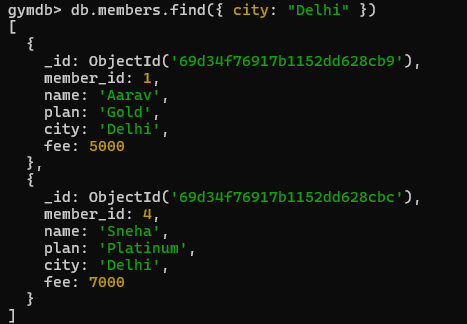 gymdb> db.members.find({ city: "Delhi" })
[
  {
    _id: ObjectId('69d34f76917b1152dd628cb9'),
    member_id: 1,
    name: 'Aarav',
    plan: 'Gold',
    city: 'Delhi',
    fee: 5000
  },
  {
    _id: ObjectId('69d34f76917b1152dd628cbc'),
    member_id: 4,
    name: 'Sneha',
    plan: 'Platinum',
    city: 'Delhi',
    fee: 7000
  }
]